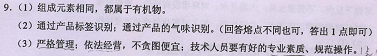 9.(1)组成元素相同,都属于有机物。
(2)通过产品标签识别;通过产品的气味识别。(回答熔点不同也可,答出1点即可)
(3)严格管理;依法经营,不贪图便宜;技术人员要有好的专业素质、规范操作。